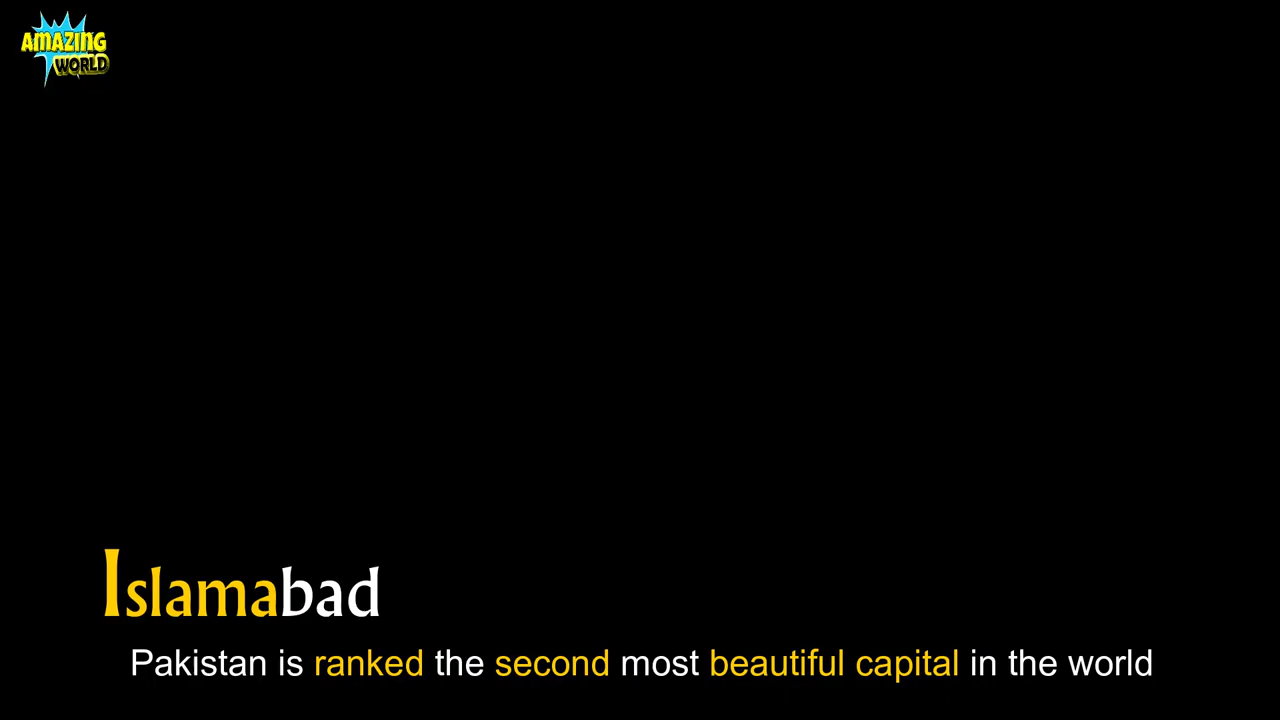 AMAZING
WORLD
Islamabad
Pakistan is ranked the second most beautiful capital in the world